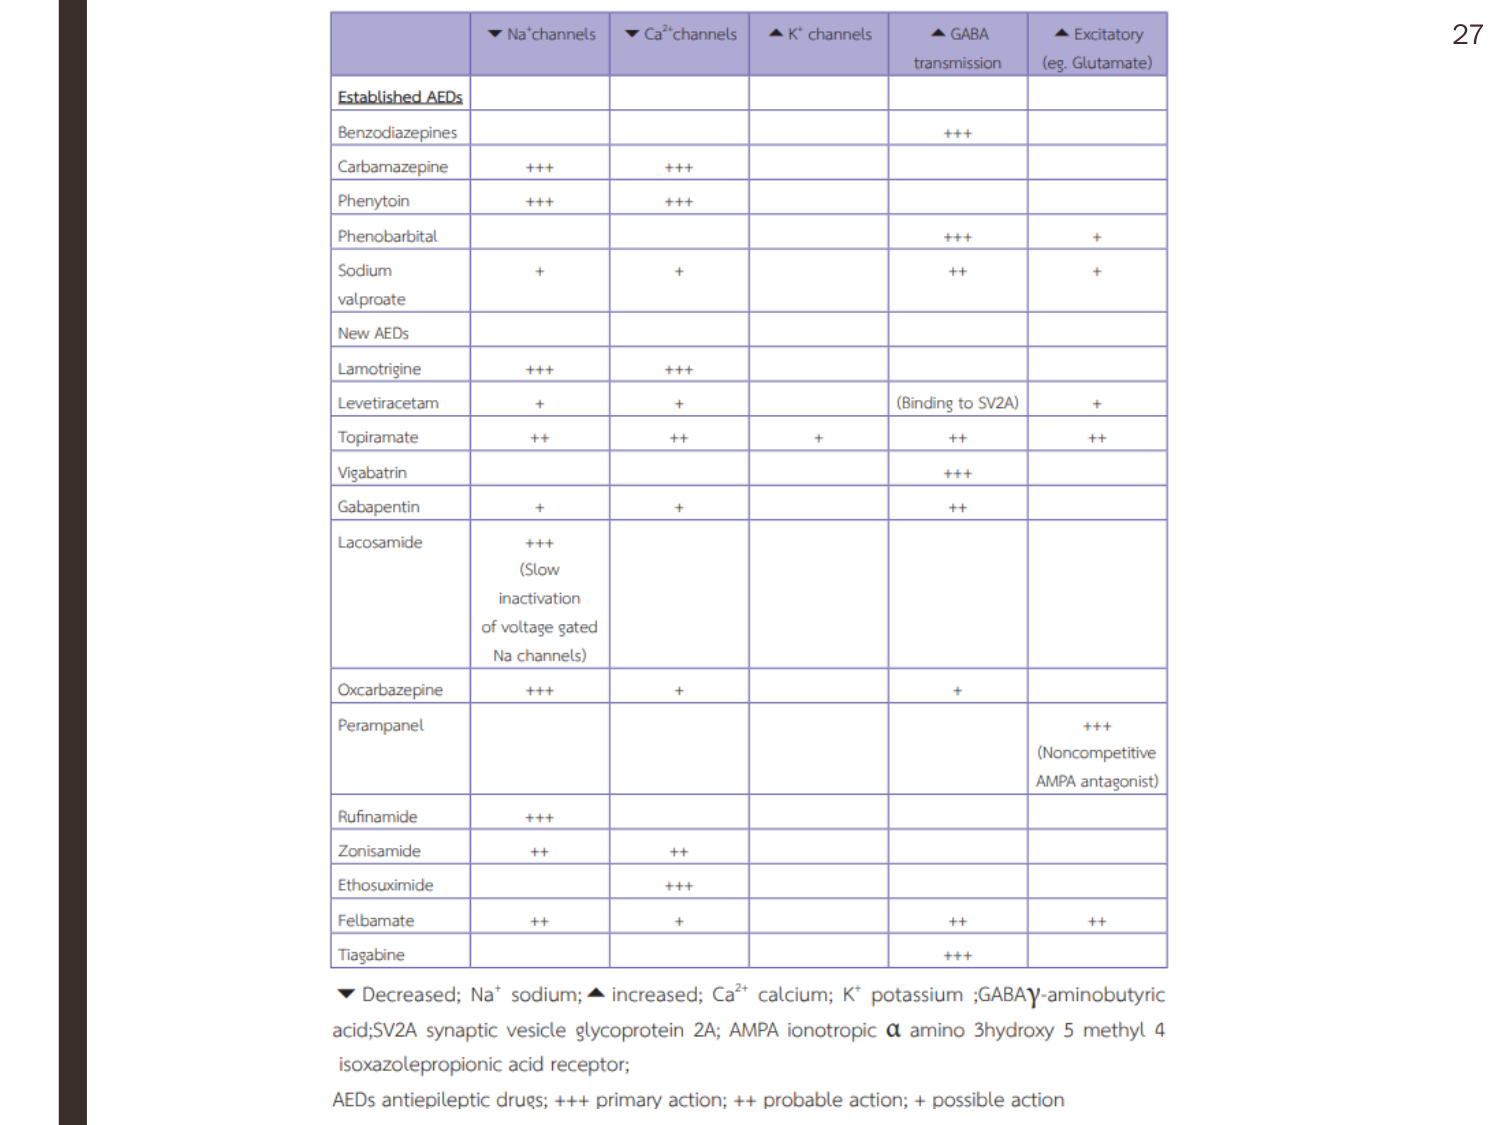 27
▼ Na⁺channels ▼ Ca²⁺channels ▲ K⁺ channels ▲ GABA transmission ▲ Excitatory (eg. Glutamate)
Established AEDs
Benzodiazepines +++
Carbamazepine +++ +++
Phenytoin +++ +++
Phenobarbital +++ +
Sodium valproate + + ++ +
New AEDs
Lamotrigine +++ +++
Levetiracetam + + (Binding to SV2A) +
Topiramate ++ ++ + ++ ++
Vigabatrin +++
Gabapentin + + ++
Lacosamide +++
(Slow
inactivation
of voltage gated
Na channels)
Oxcarbazepine +++ + +
Perampanel +++
(Noncompetitive
AMPA antagonist)
Rufinamide +++
Zonisamide ++ ++
Ethosuximide +++
Felbamate ++ + ++ ++
Tiagabine +++
▼ Decreased; Na⁺ sodium; ▲ increased; Ca²⁺ calcium; K⁺ potassium ;GABAγ-aminobutyric
acid;SV2A synaptic vesicle glycoprotein 2A; AMPA ionotropic α amino 3hydroxy 5 methyl 4
isoxazolepropionic acid receptor;
AEDs antiepileptic drugs; +++ primary action; ++ probable action; + possible action